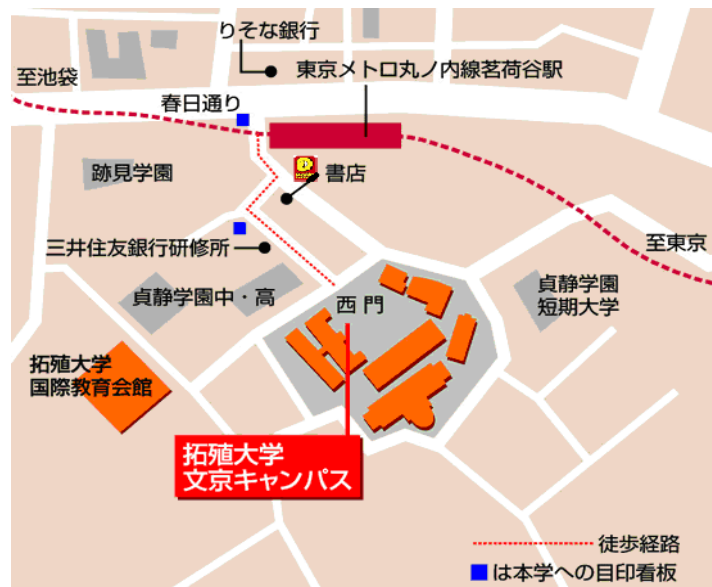 りそな銀行
至池袋
東京メトロ丸ノ内線茗荷谷駅
春日通り
跡見学園
書店
三井住友銀行研修所
至東京
貞静学園中・高
西門
貞静学園
短期大学
拓殖大学
国際教育会館
拓殖大学
文京キャンパス
徒歩経路
は本学への目印看板